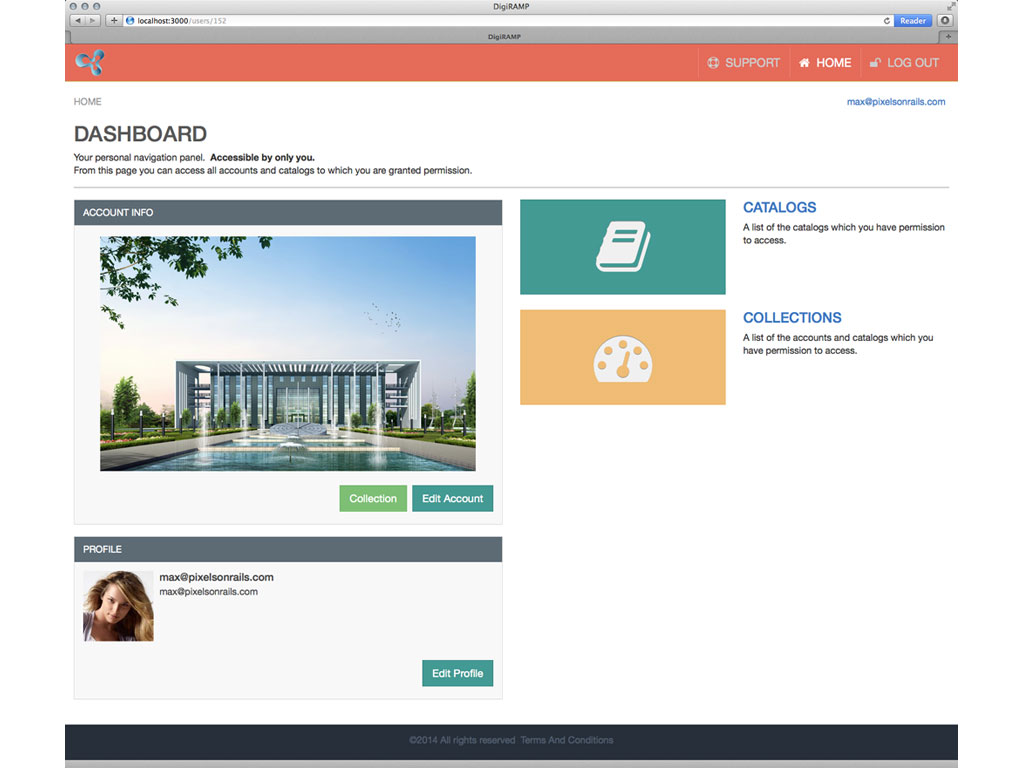 DigiRAMP
localhost:3000/users/152
Reader
DigiRAMP
SUPPORT HOME LOG OUT
HOME
max@pixelsonrails.com
DASHBOARD
Your personal navigation panel. Accessible by only you.
From this page you can access all accounts and catalogs to which you are granted permission.
ACCOUNT INFO
Collection Edit Account
CATALOGS
A list of the catalogs which you have permission
to access.
COLLECTIONS
A list of the accounts and catalogs which you
have permission to access.
PROFILE
max@pixelsonrails.com
max@pixelsonrails.com
Edit Profile
©2014 All rights reserved Terms And Conditions